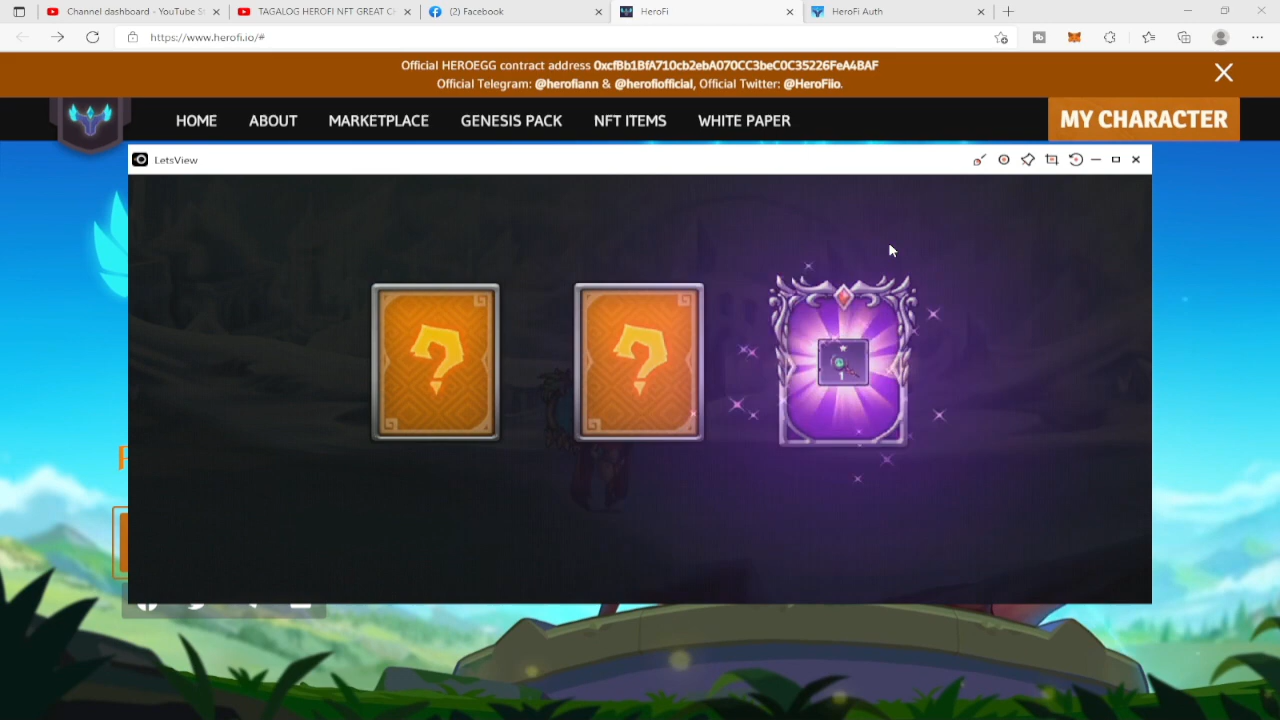 Channel dashboard - YouTube St
TAGALOG HEROFI NFT GREAT C
(2) Facebook
HeroFi
HeroFi Auth
https://www.herofi.io/#
Official HEROEGG contract address 0xcfBb1BfA710cb2ebA070CC3beC0C35226FeA4BAF
Official Telegram: @herofiann & @herofiofficial, Official Twitter: @HeroFiio.
HOME
ABOUT
MARKETPLACE
GENESIS PACK
NFT ITEMS
WHITE PAPER
MY CHARACTER
LetsView
?
?
1